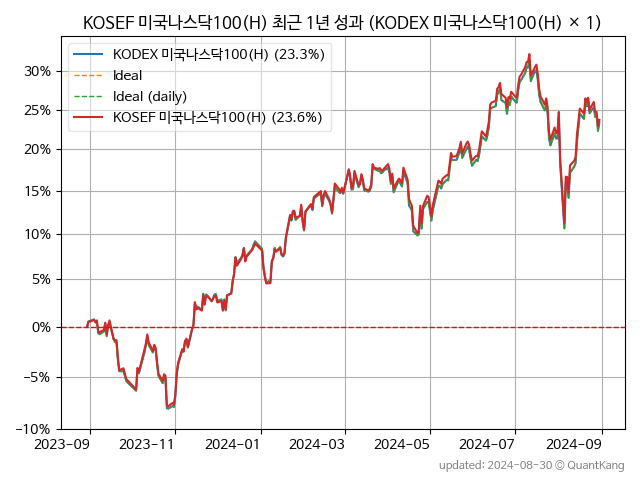 KOSEF 미국나스닥100(H) 최근 1년 성과 (KODEX 미국나스닥100(H) × 1)
KODEX 미국나스닥100(H) (23.3%)
Ideal
Ideal (daily)
KOSEF 미국나스닥100(H) (23.6%)
30%
25%
20%
15%
10%
5%
0%
−5%
−10%
2023-09 2023-11 2024-01 2024-03 2024-05 2024-07 2024-09
updated: 2024-08-30 © QuantKang